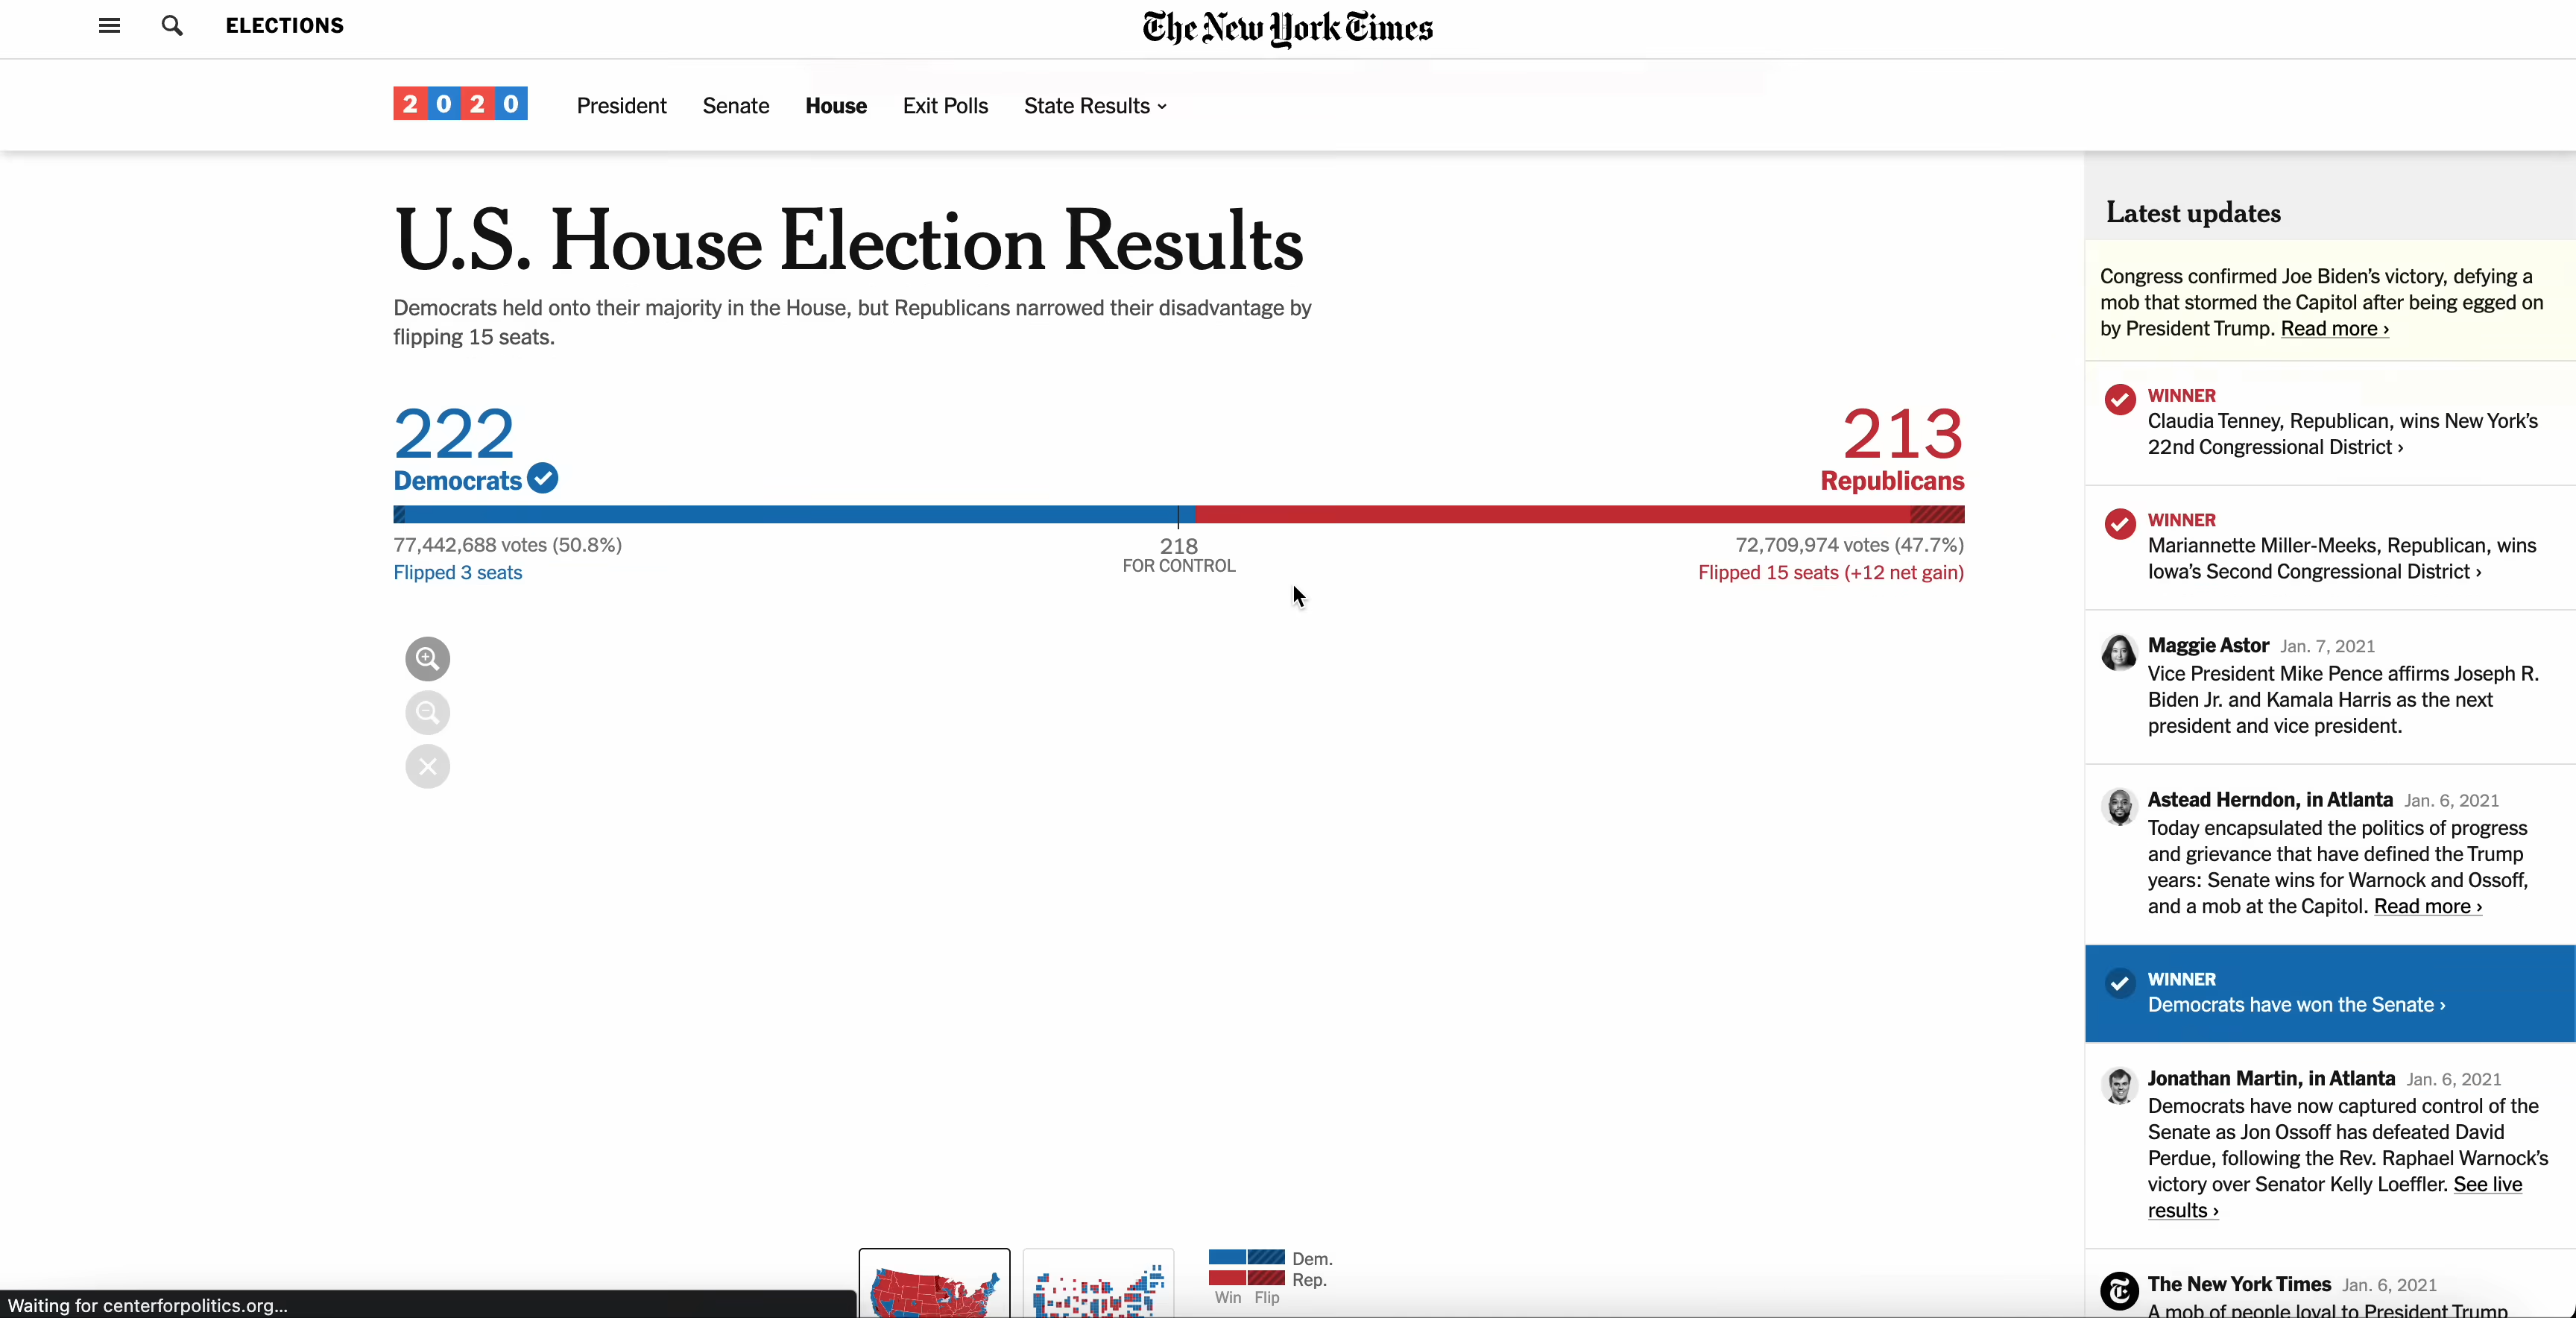 ELECTIONS
The New York Times
2020
President Senate House Exit Polls State Results
U.S. House Election Results
Democrats held onto their majority in the House, but Republicans narrowed their disadvantage by
flipping 15 seats.
222
Democrats
213
Republicans
77,442,688 votes (50.8%)
Flipped 3 seats
218
FOR CONTROL
72,709,974 votes (47.7%)
Flipped 15 seats (+12 net gain)
Dem.
Rep.
Win Flip
Waiting for centerforpolitics.org...
Latest updates
Congress confirmed Joe Biden’s victory, defying a
mob that stormed the Capitol after being egged on
by President Trump. Read more ›
WINNER
Claudia Tenney, Republican, wins New York’s
22nd Congressional District ›
WINNER
Mariannette Miller-Meeks, Republican, wins
Iowa’s Second Congressional District ›
Maggie Astor Jan. 7, 2021
Vice President Mike Pence affirms Joseph R.
Biden Jr. and Kamala Harris as the next
president and vice president.
Astead Herndon, in Atlanta Jan. 6, 2021
Today encapsulated the politics of progress
and grievance that have defined the Trump
years: Senate wins for Warnock and Ossoff,
and a mob at the Capitol. Read more ›
WINNER
Democrats have won the Senate ›
Jonathan Martin, in Atlanta Jan. 6, 2021
Democrats have now captured control of the
Senate as Jon Ossoff has defeated David
Perdue, following the Rev. Raphael Warnock’s
victory over Senator Kelly Loeffler. See live
results ›
The New York Times Jan. 6, 2021
A mob of people loyal to President Trump